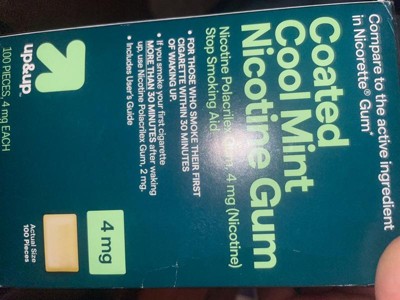 Compare to the active ingredient
in Nicorette® Gum*
Coated
Cool Mint
Nicotine Gum
Nicotine Polacrilex Gum, 4 mg (Nicotine)
Stop Smoking Aid
• FOR THOSE WHO SMOKE THEIR FIRST
CIGARETTE WITHIN 30 MINUTES
OF WAKING UP.
• If you smoke your first cigarette
MORE THAN 30 MINUTES after waking
up, use Nicotine Polacrilex Gum, 2 mg.
• Includes User's Guide
4 mg
Actual Size
100 Pieces
up&up™
100 PIECES, 4 mg EACH